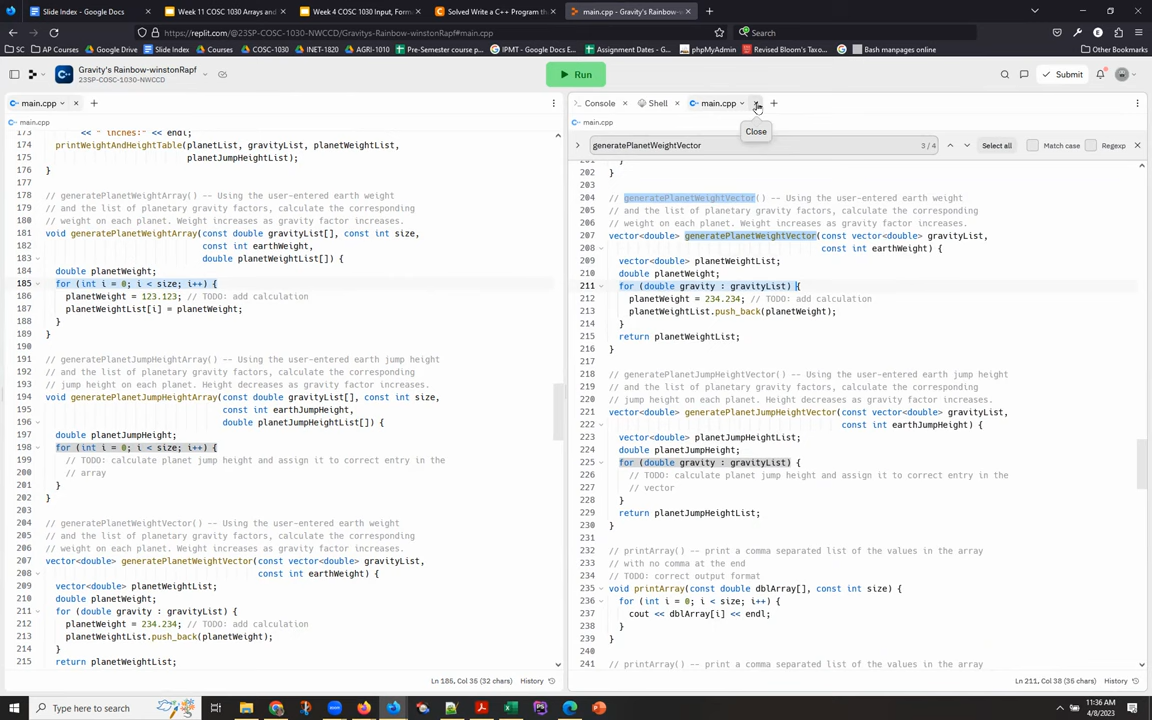 Slide Index - Google Docs
Week 11 COSC 1030 Arrays and
Week 4 COSC 1030 Input, Form
Solved Write a C++ Program th
main.cpp - Gravity's Rainbow-w
https://replit.com/@23SP-COSC-1030-NWCCD/Gravitys-Rainbow-winstonRapf#main.cpp
Search
SC
AP Courses
Google Drive
Slide Index
Courses
COSC-1030
INET-1820
AGRI-1010
Pre-Semester course p...
IPMT - Google Docs E...
Assignment Dates - G...
phpMyAdmin
Revised Bloom's Taxo...
Bash manpages online
Other Bookmarks
Gravity's Rainbow-winstonRapf
23SP-COSC-1030-NWCCD
Run
Submit
main.cpp
main.cpp
173 << " inches:" << endl;
174 printWeightAndHeightTable(planetList, gravityList, planetWeightList,
175 planetJumpHeightList);
176 }
177
178 // generatePlanetWeightArray() -- Using the user-entered earth weight
179 // and the list of planetary gravity factors, calculate the corresponding
180 // weight on each planet. Weight increases as gravity factor increases.
181 void generatePlanetWeightArray(const double gravityList[], const int size,
182 const int earthWeight,
183 double planetWeightList[]) {
184 double planetWeight;
185 for (int i = 0; i < size; i++) {
186 planetWeight = 123.123; // TODO: add calculation
187 planetWeightList[i] = planetWeight;
188 }
189 }
190
191 // generatePlanetJumpHeightArray() -- Using the user-entered earth jump height
192 // and the list of planetary gravity factors, calculate the corresponding
193 // jump height on each planet. Height decreases as gravity factor increases.
194 void generatePlanetJumpHeightArray(const double gravityList[], const int size,
195 const int earthJumpHeight,
196 double planetJumpHeightList[]) {
197 double planetJumpHeight;
198 for (int i = 0; i < size; i++) {
199 // TODO: calculate planet jump height and assign it to correct entry in the
200 // array
201 }
202 }
203
204 // generatePlanetWeightVector() -- Using the user-entered earth weight
205 // and the list of planetary gravity factors, calculate the corresponding
206 // weight on each planet. Weight increases as gravity factor increases.
207 vector<double> generatePlanetWeightVector(const vector<double> gravityList,
208 const int earthWeight) {
209 vector<double> planetWeightList;
210 double planetWeight;
211 for (double gravity : gravityList) {
212 planetWeight = 234.234; // TODO: add calculation
213 planetWeightList.push_back(planetWeight);
214 }
215 return planetWeightList;
Ln 185, Col 35 (32 chars)
History
Console
Shell
main.cpp
Close
main.cpp
generatePlanetWeightVector
3 / 4
Select all
Match case
Regexp
201 }
202 }
203
204 // generatePlanetWeightVector() -- Using the user-entered earth weight
205 // and the list of planetary gravity factors, calculate the corresponding
206 // weight on each planet. Weight increases as gravity factor increases.
207 vector<double> generatePlanetWeightVector(const vector<double> gravityList,
208 const int earthWeight) {
209 vector<double> planetWeightList;
210 double planetWeight;
211 for (double gravity : gravityList) {
212 planetWeight = 234.234; // TODO: add calculation
213 planetWeightList.push_back(planetWeight);
214 }
215 return planetWeightList;
216 }
217
218 // generatePlanetJumpHeightVector() -- Using the user-entered earth jump height
219 // and the list of planetary gravity factors, calculate the corresponding
220 // jump height on each planet. Height decreases as gravity factor increases.
221 vector<double> generatePlanetJumpHeightVector(const vector<double> gravityList,
222 const int earthJumpHeight) {
223 vector<double> planetJumpHeightList;
224 double planetJumpHeight;
225 for (double gravity : gravityList) {
226 // TODO: calculate planet jump height and assign it to correct entry in the
227 // vector
228 }
229 return planetJumpHeightList;
230 }
231
232 // printArray() -- print a comma separated list of the values in the array
233 // with no comma at the end
234 // TODO: correct output format
235 void printArray(const double dblArray[], const int size) {
236 for (int i = 0; i < size; i++) {
237 cout << dblArray[i] << endl;
238 }
239 }
240
241 // printArray() -- print a comma separated list of the values in the array
Ln 211, Col 38 (35 chars)
History
Type here to search
11:36 AM
4/8/2023